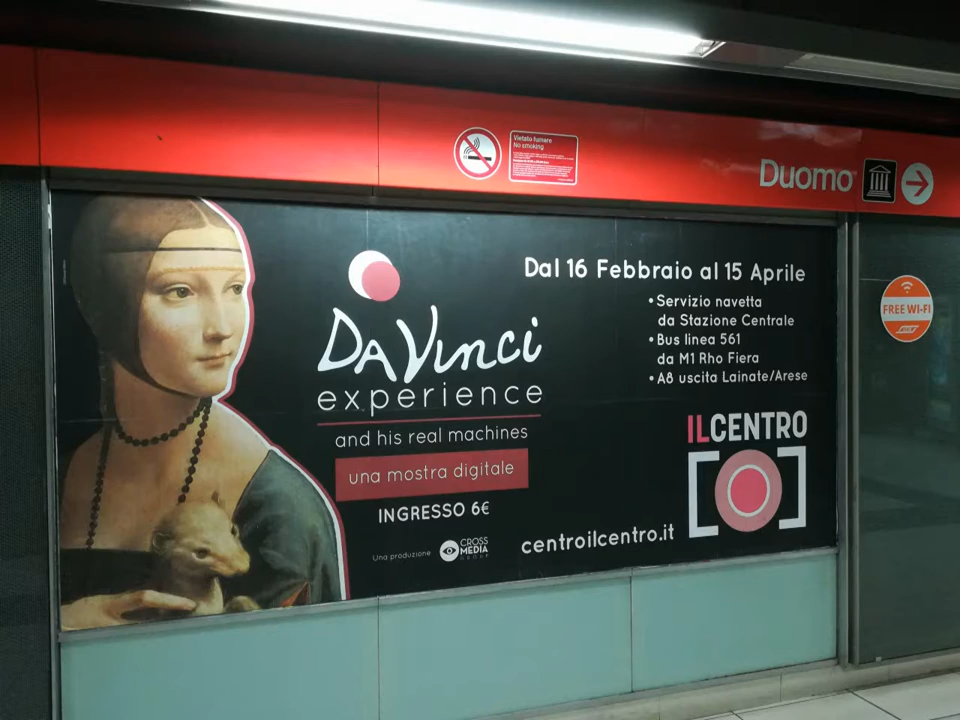 Vietato fumare
No smoking
Duomo
FREE WI-FI
DaVinci
experience
and his real machines
una mostra digitale
INGRESSO 6€
Una produzione
CROSS
MEDIA
GROUP
Dal 16 Febbraio al 15 Aprile
•Servizio navetta
da Stazione Centrale
•Bus linea 561
da M1 Rho Fiera
•A8 uscita Lainate/Arese
ILCENTRO
centroilcentro.it